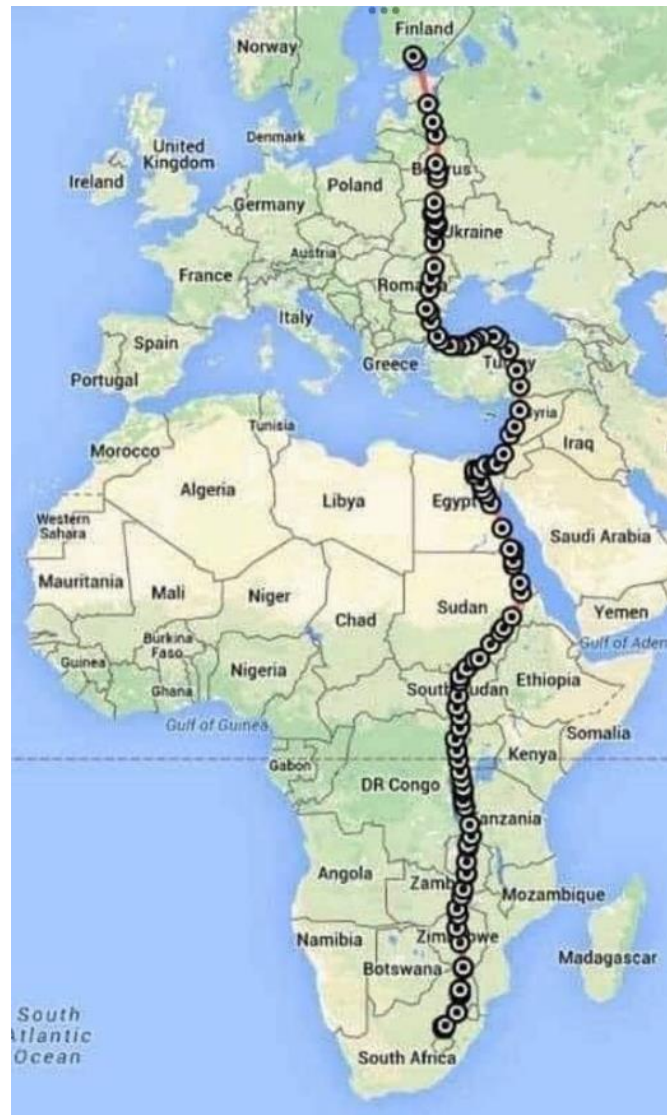 Finland
Norway
United
Kingdom
Denmark
Ireland
Poland
Germany
Ukraine
Austria
France
Italy
Spain
Greece
Portugal
Tunisia
Iraq
Morocco
Algeria
Libya
Egypt
Western
Sahara
Saudi Arabia
Mauritania
Mali
Niger
Chad
Sudan
Yemen
Burkina
Faso
Gulf of Aden
Guinea
Nigeria
Ghana
Ethiopia
Gulf of Guinea
Somalia
Kenya
Gabon
DR Congo
Angola
Mozambique
Namibia
Botswana
Madagascar
South
Atlantic
Ocean
South Africa